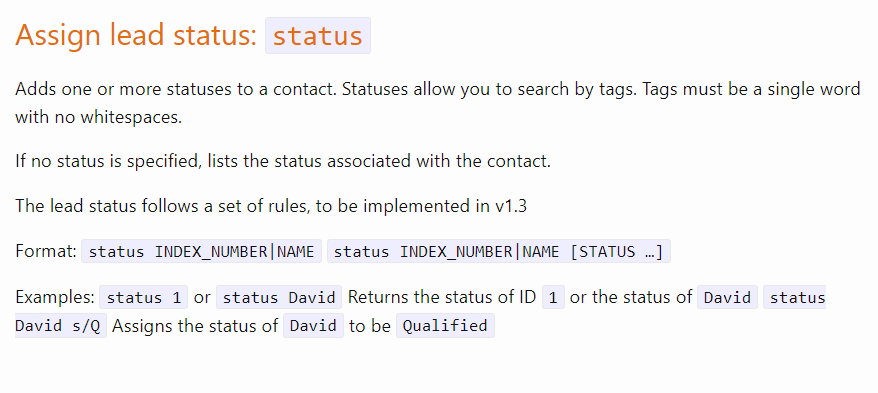 Assign lead status: status
Adds one or more statuses to a contact. Statuses allow you to search by tags. Tags must be a single word
with no whitespaces.
If no status is specified, lists the status associated with the contact.
The lead status follows a set of rules, to be implemented in v1.3
Format: status INDEX_NUMBER|NAME status INDEX_NUMBER|NAME [STATUS …]
Examples: status 1 or status David Returns the status of ID 1 or the status of David status
David s/Q Assigns the status of David to be Qualified